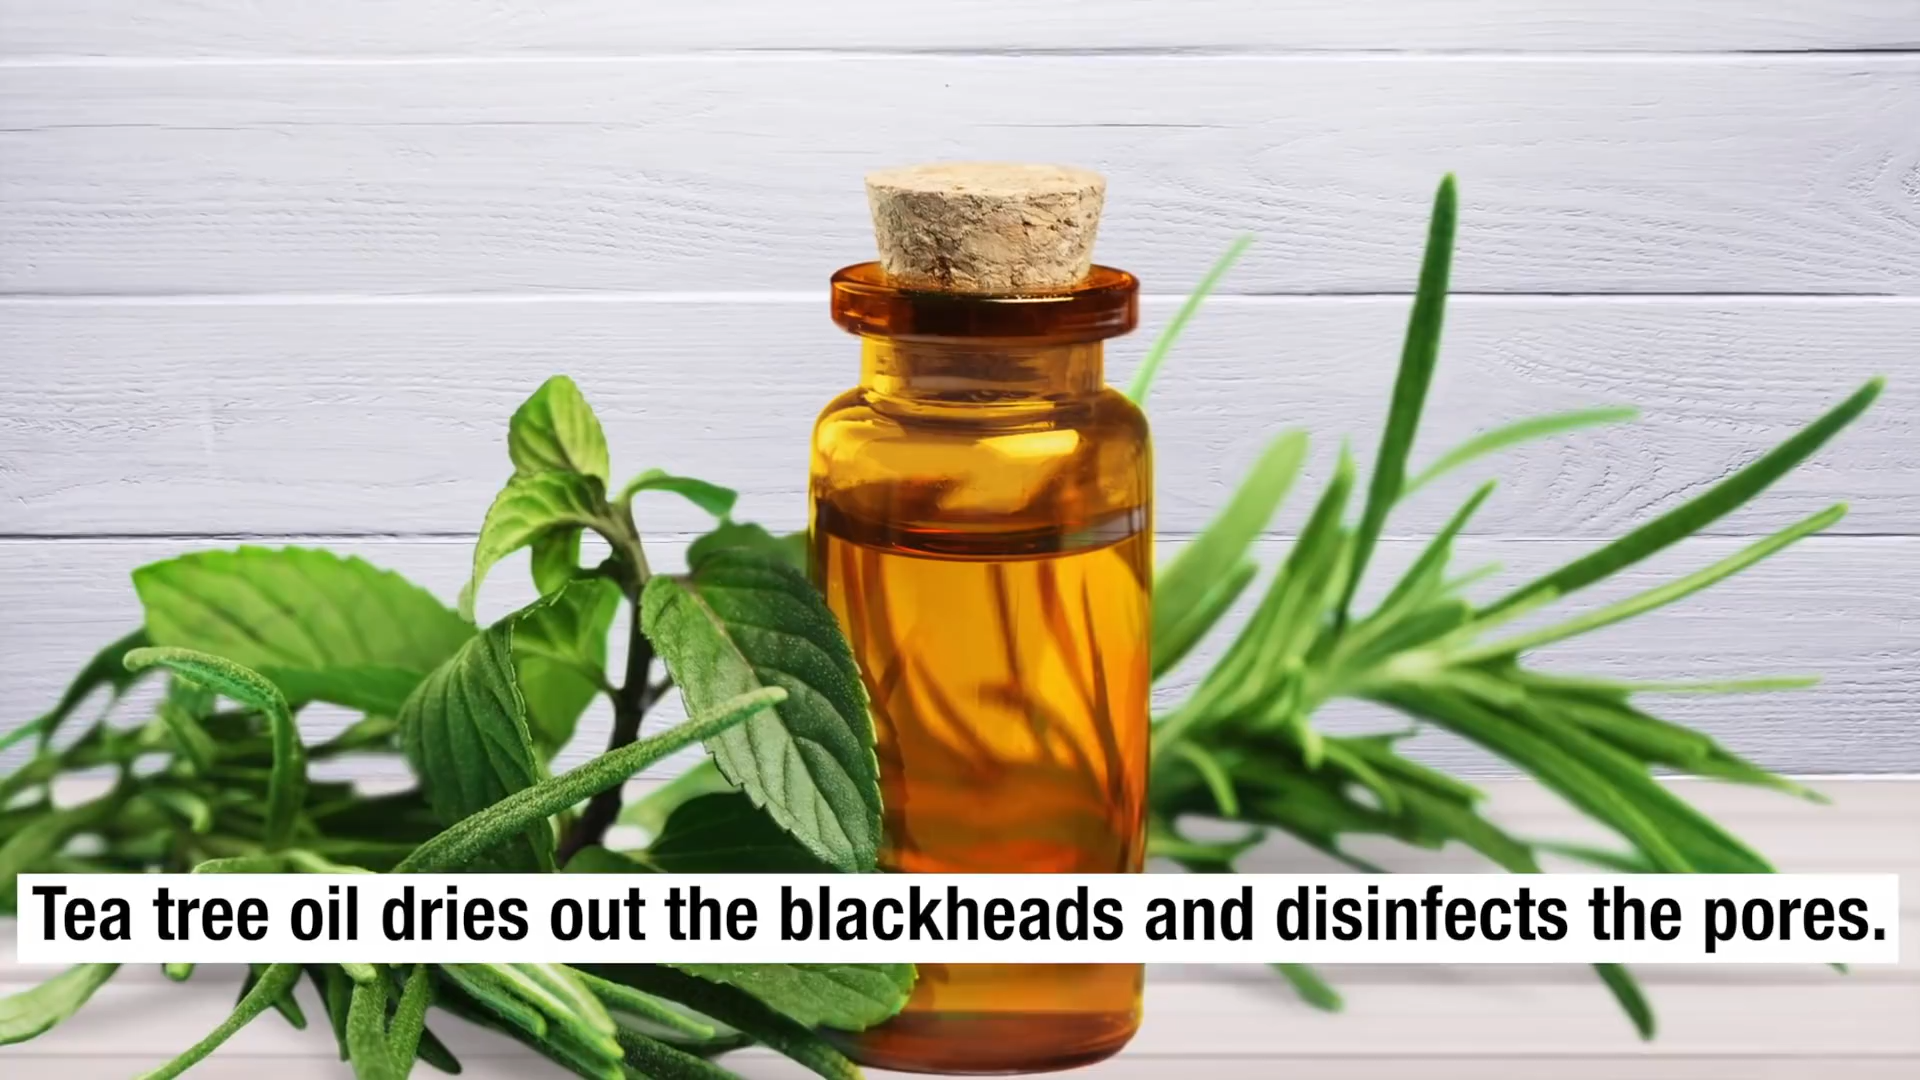 Tea tree oil dries out the blackheads and disinfects the pores.